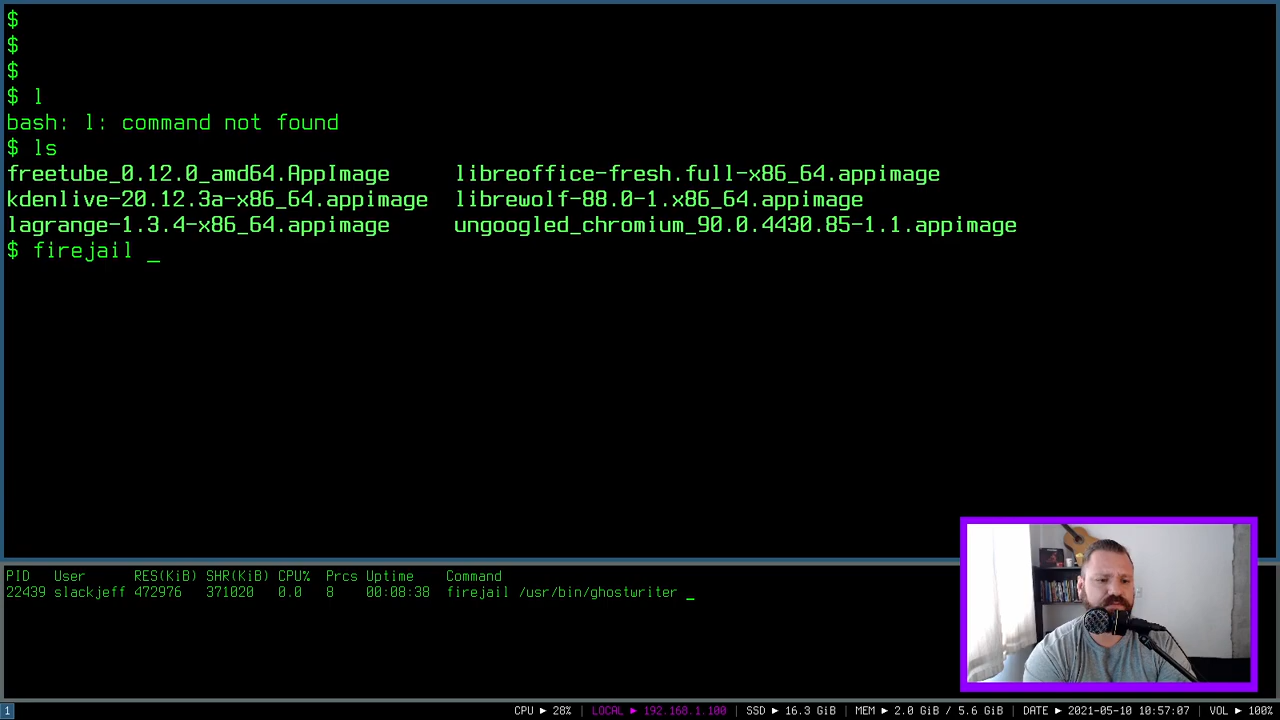 $
$
$
$ l
bash: l: command not found
$ ls
freetube_0.12.0_amd64.AppImage libreoffice-fresh.full-x86_64.appimage
kdenlive-20.12.3a-x86_64.appimage librewolf-88.0-1.x86_64.appimage
lagrange-1.3.4-x86_64.appimage ungoogled_chromium_90.0.4430.85-1.1.appimage
$ firejail _
PID User RES(KiB) SHR(KiB) CPU% Prcs Uptime Command
22439 slackjeff 472976 371020 0.0 8 00:08:38 firejail /usr/bin/ghostwriter _
1 CPU ► 28% | LOCAL ► 192.168.1.100 | SSD ► 16.3 GiB | MEM ► 2.0 GiB / 5.6 GiB | DATE ► 2021-05-10 10:57:07 | VOL ► 100%